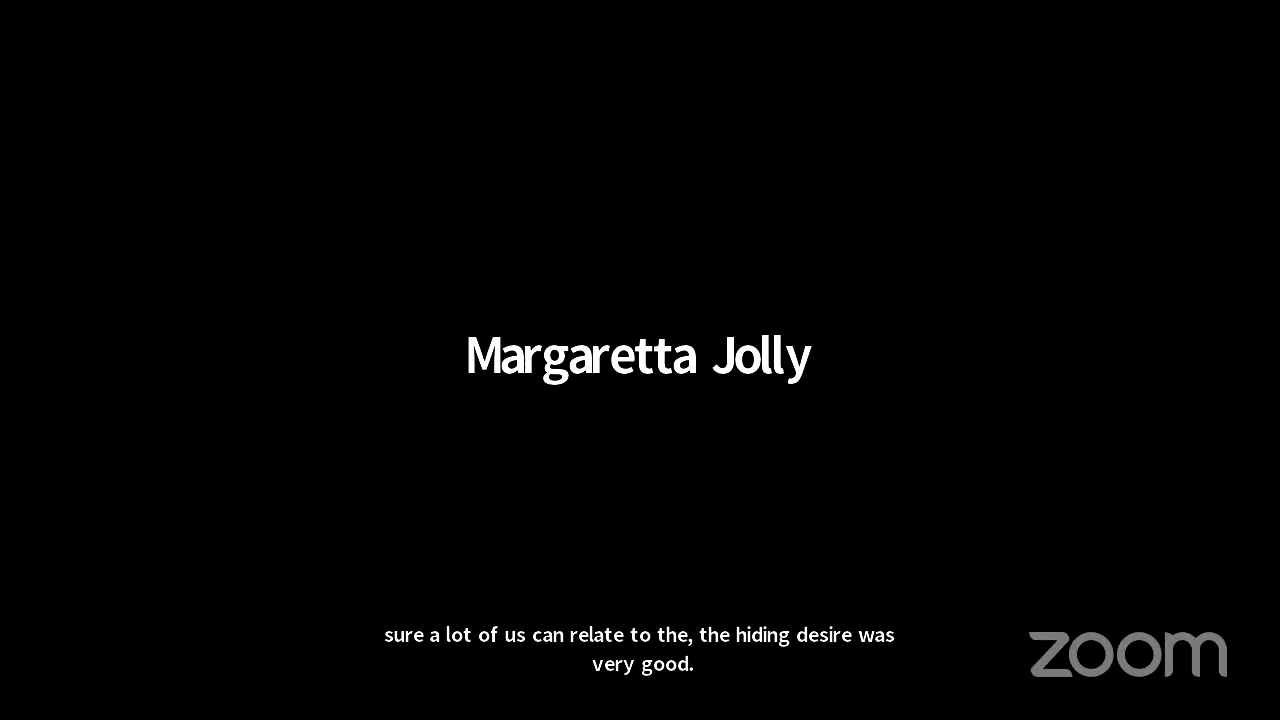 Margaretta Jolly
sure a lot of us can relate to the, the hiding desire was
very good.
zoom